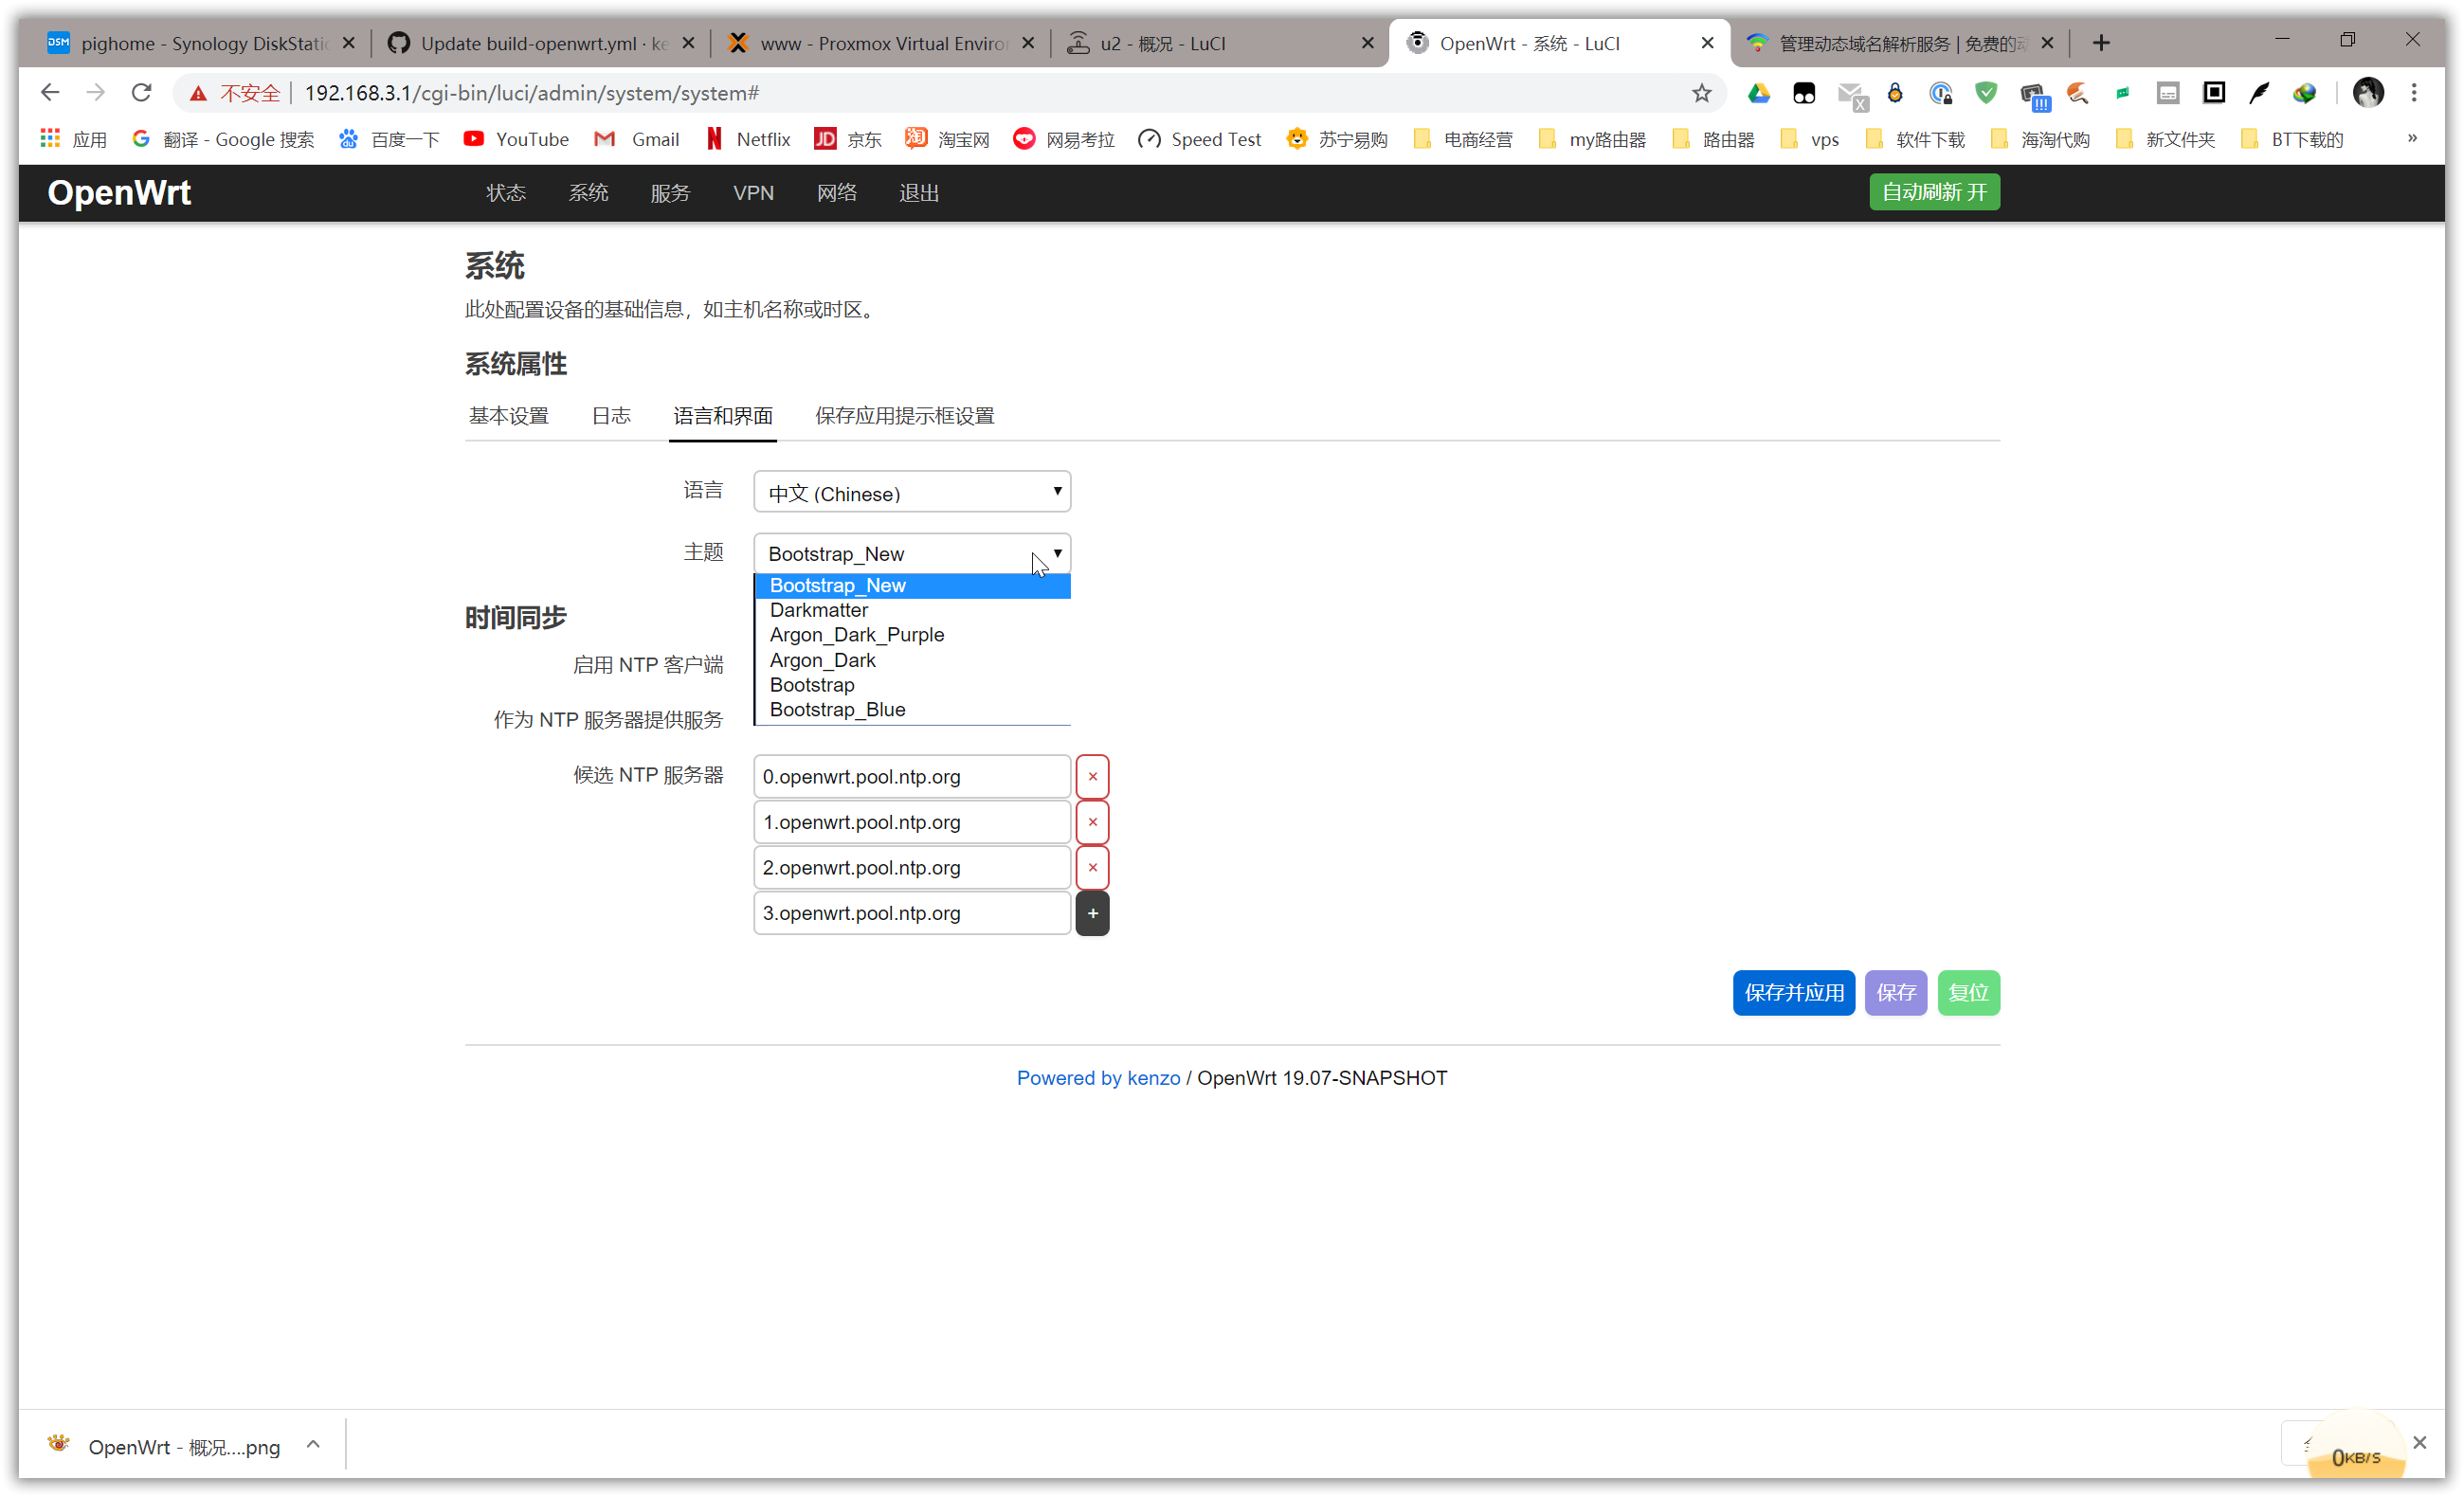 pighome - Synology DiskStatic
Update build-openwrt.yml · ke
www - Proxmox Virtual Enviror
u2 - 概况 - LuCI
OpenWrt - 系统 - LuCI
管理动态域名解析服务 | 免费的动
不安全 192.168.3.1/cgi-bin/luci/admin/system/system#
应用 翻译 - Google 搜索 百度一下 YouTube Gmail Netflix 京东 淘宝网 网易考拉 Speed Test 苏宁易购 电商经营 my路由器 路由器 vps 软件下载 海淘代购 新文件夹 BT下载的 »
OpenWrt 状态 系统 服务 VPN 网络 退出 自动刷新 开
系统
此处配置设备的基础信息，如主机名称或时区。
系统属性
基本设置 日志 语言和界面 保存应用提示框设置
语言 中文 (Chinese)
主题 Bootstrap_New
Bootstrap_New
Darkmatter
Argon_Dark_Purple
Argon_Dark
Bootstrap
Bootstrap_Blue
时间同步
启用 NTP 客户端
作为 NTP 服务器提供服务
候选 NTP 服务器 0.openwrt.pool.ntp.org ×
1.openwrt.pool.ntp.org ×
2.openwrt.pool.ntp.org ×
3.openwrt.pool.ntp.org +
保存并应用 保存 复位
Powered by kenzo / OpenWrt 19.07-SNAPSHOT
OpenWrt - 概况....png
0KB/S